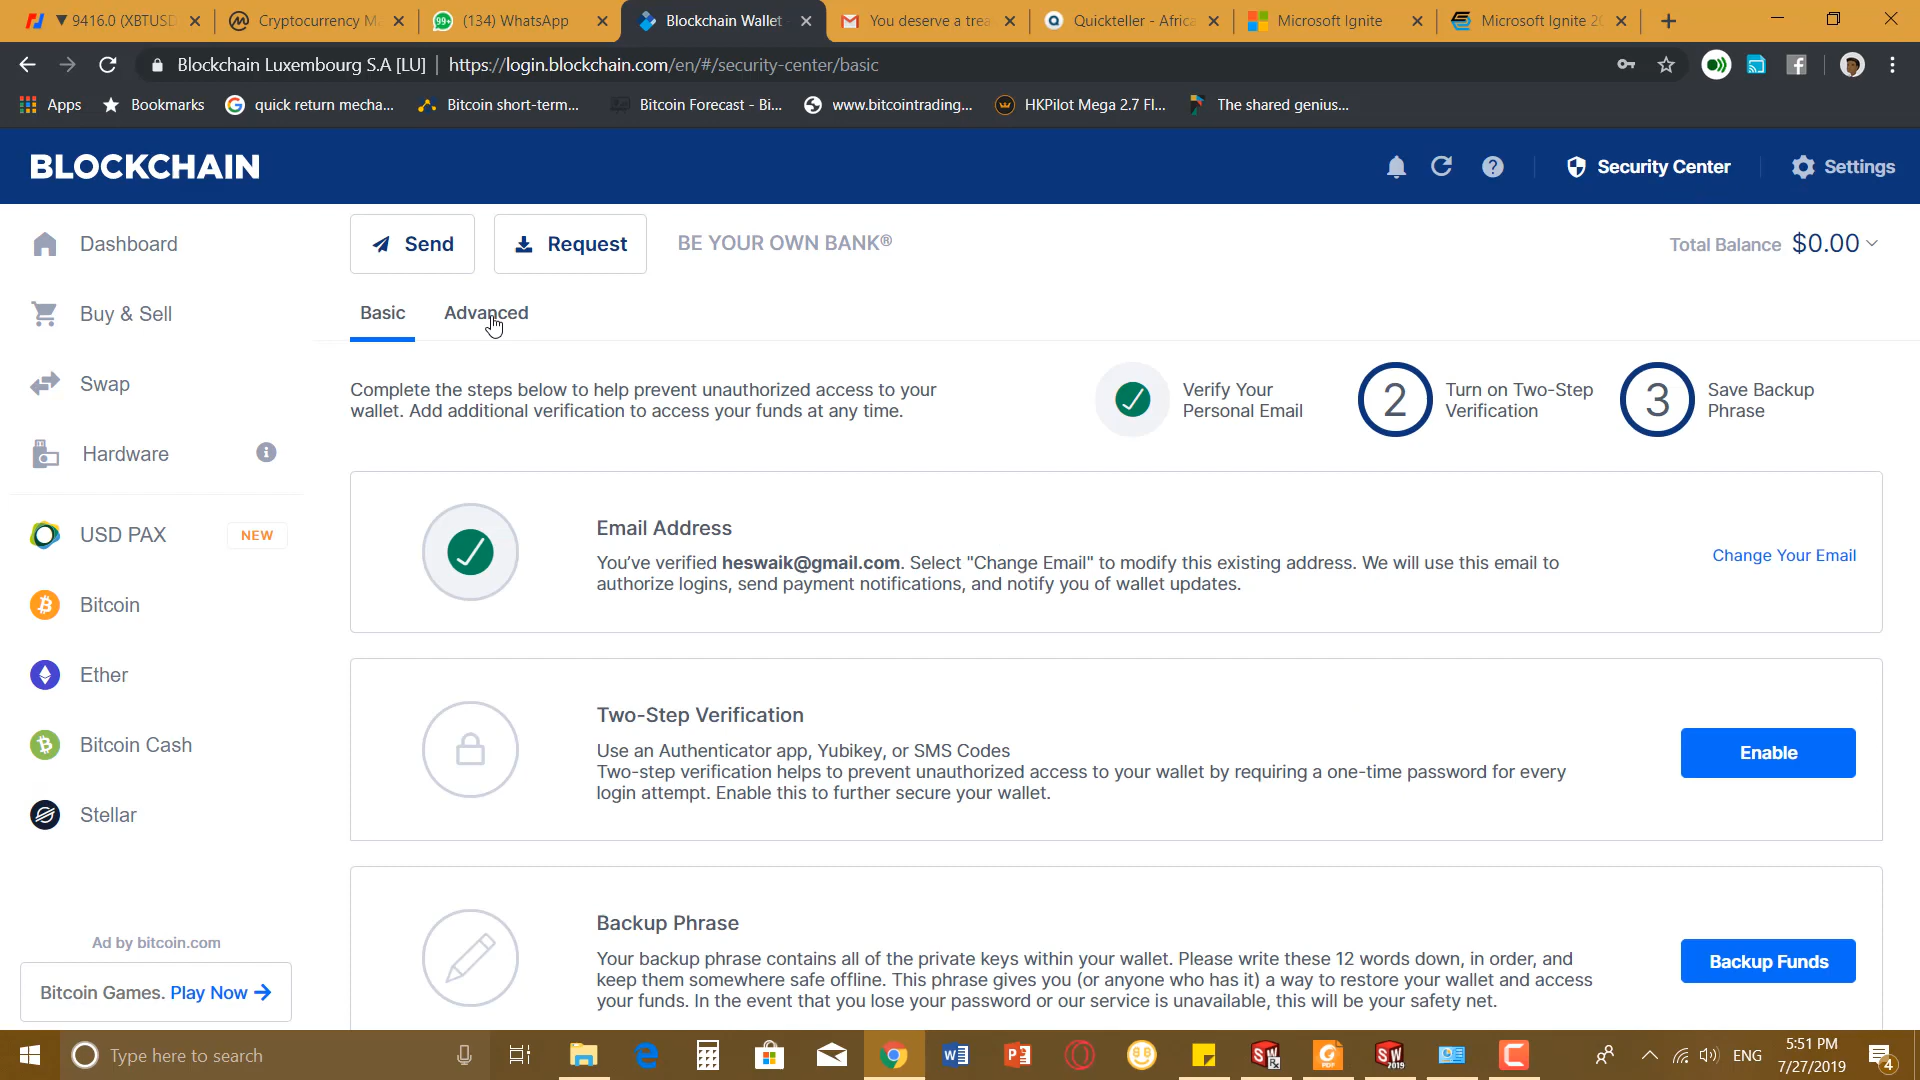 ▼ 9416.0 (XBTUSD
Cryptocurrency Ma
(134) WhatsApp
Blockchain Wallet
You deserve a trea
Quickteller - Africa
Microsoft Ignite
Microsoft Ignite 20
Blockchain Luxembourg S.A [LU]
https://login.blockchain.com/en/#/security-center/basic
Apps
Bookmarks
quick return mecha...
Bitcoin short-term...
Bitcoin Forecast - Bi...
www.bitcointrading...
HKPilot Mega 2.7 Fl...
The shared genius...
BLOCKCHAIN
Security Center
Settings
Dashboard
Buy & Sell
Swap
Hardware
USD PAX
NEW
Bitcoin
Ether
Bitcoin Cash
Stellar
Ad by bitcoin.com
Bitcoin Games. Play Now →
Send
Request
BE YOUR OWN BANK®
Total Balance $0.00
Basic
Advanced
Complete the steps below to help prevent unauthorized access to your
wallet. Add additional verification to access your funds at any time.
Verify Your
Personal Email
2
Turn on Two-Step
Verification
3
Save Backup
Phrase
Email Address
You've verified heswaik@gmail.com. Select "Change Email" to modify this existing address. We will use this email to
authorize logins, send payment notifications, and notify you of wallet updates.
Change Your Email
Two-Step Verification
Use an Authenticator app, Yubikey, or SMS Codes
Two-step verification helps to prevent unauthorized access to your wallet by requiring a one-time password for every
login attempt. Enable this to further secure your wallet.
Enable
Backup Phrase
Your backup phrase contains all of the private keys within your wallet. Please write these 12 words down, in order, and
keep them somewhere safe offline. This phrase gives you (or anyone who has it) a way to restore your wallet and access
your funds. In the event that you lose your password or our service is unavailable, this will be your safety net.
Backup Funds
Type here to search
ENG
5:51 PM
7/27/2019
4